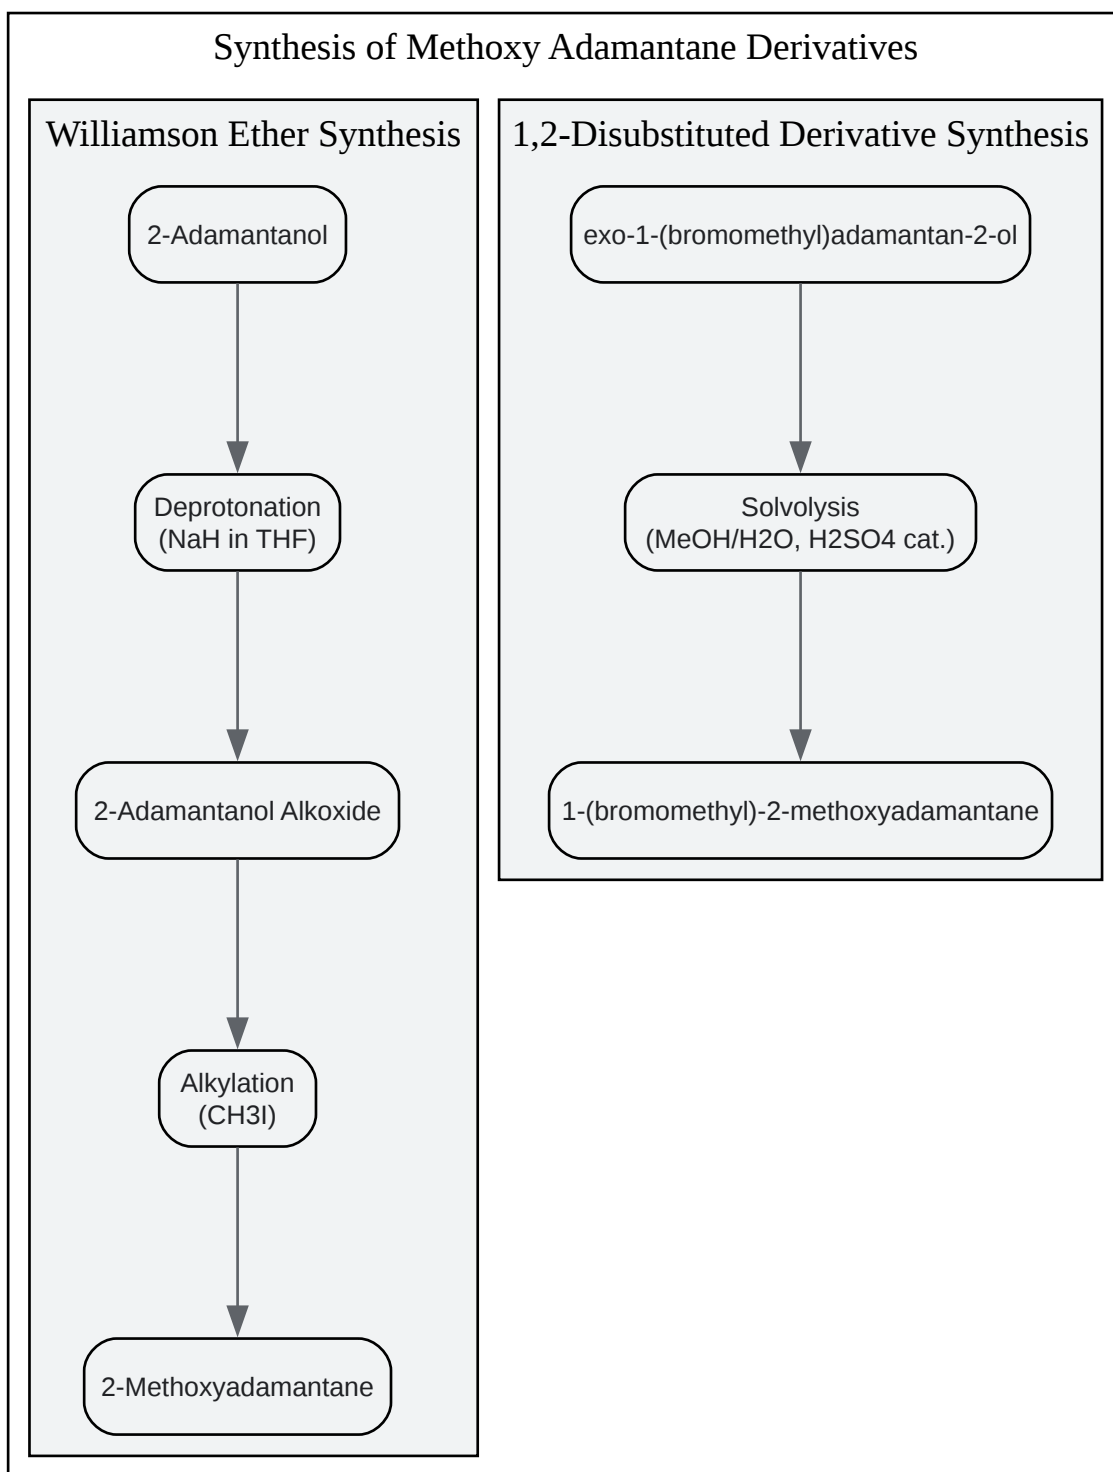 Synthesis of Methoxy Adamantane Derivatives
Williamson Ether Synthesis
2-Adamantanol
Deprotonation
(NaH in THF)
2-Adamantanol Alkoxide
Alkylation
(CH3I)
2-Methoxyadamantane
1,2-Disubstituted Derivative Synthesis
exo-1-(bromomethyl)adamantan-2-ol
Solvolysis
(MeOH/H2O, H2SO4 cat.)
1-(bromomethyl)-2-methoxyadamantane